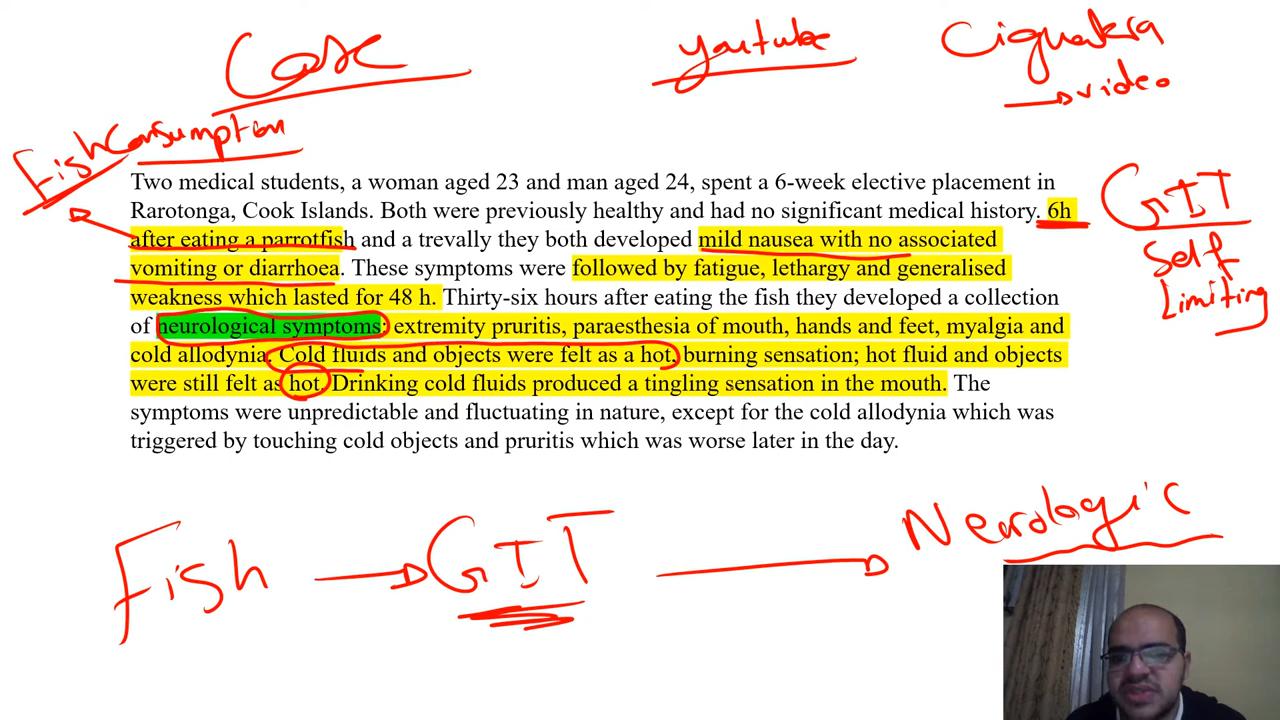 Case
youtube
Ciguatera
video
Fish Consumption
Two medical students, a woman aged 23 and man aged 24, spent a 6-week elective placement in
Rarotonga, Cook Islands. Both were previously healthy and had no significant medical history. 6h
after eating a parrotfish and a trevally they both developed mild nausea with no associated
vomiting or diarrhoea. These symptoms were followed by fatigue, lethargy and generalised
weakness which lasted for 48 h. Thirty-six hours after eating the fish they developed a collection
of neurological symptoms: extremity pruritis, paraesthesia of mouth, hands and feet, myalgia and
cold allodynia. Cold fluids and objects were felt as a hot, burning sensation; hot fluid and objects
were still felt as hot. Drinking cold fluids produced a tingling sensation in the mouth. The
symptoms were unpredictable and fluctuating in nature, except for the cold allodynia which was
triggered by touching cold objects and pruritis which was worse later in the day.
GIT
Self
Limiting
Fish → GIT → Neurologic